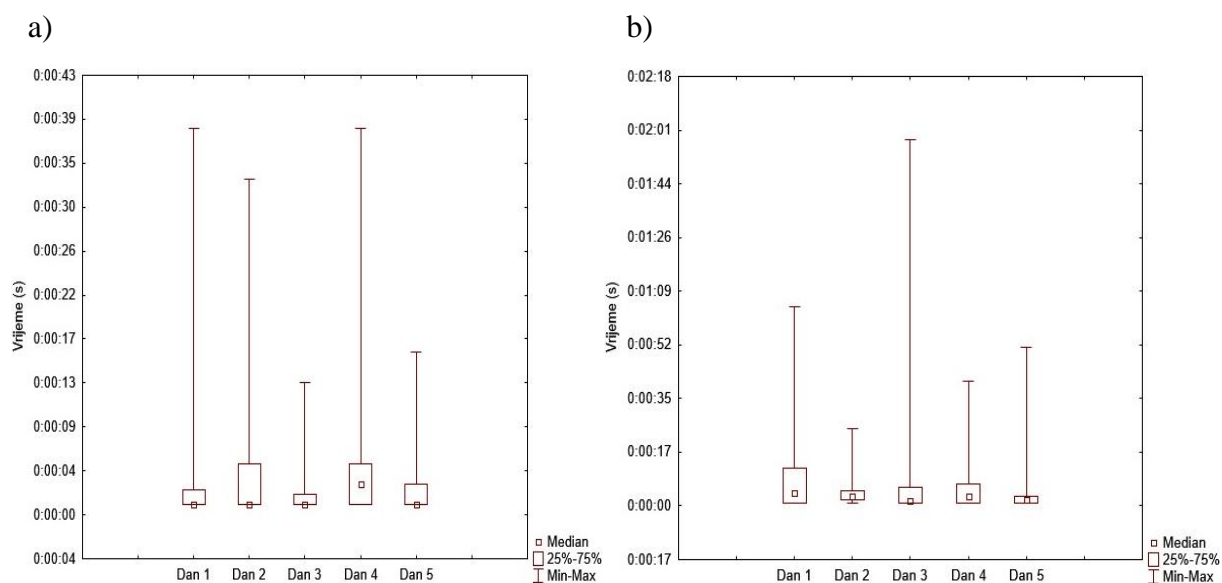 a)
0:00:43
0:00:39
0:00:35
0:00:30
0:00:26
0:00:22
0:00:17
0:00:13
0:00:09
0:00:04
0:00:00
0:00:04
Vrijeme (s)
Dan 1 Dan 2 Dan 3 Dan 4 Dan 5
Median
25%-75%
Min-Max
b)
0:02:18
0:02:01
0:01:44
0:01:26
0:01:09
0:00:52
0:00:35
0:00:17
0:00:00
0:00:17
Vrijeme (s)
Dan 1 Dan 2 Dan 3 Dan 4 Dan 5
Median
25%-75%
Min-Max